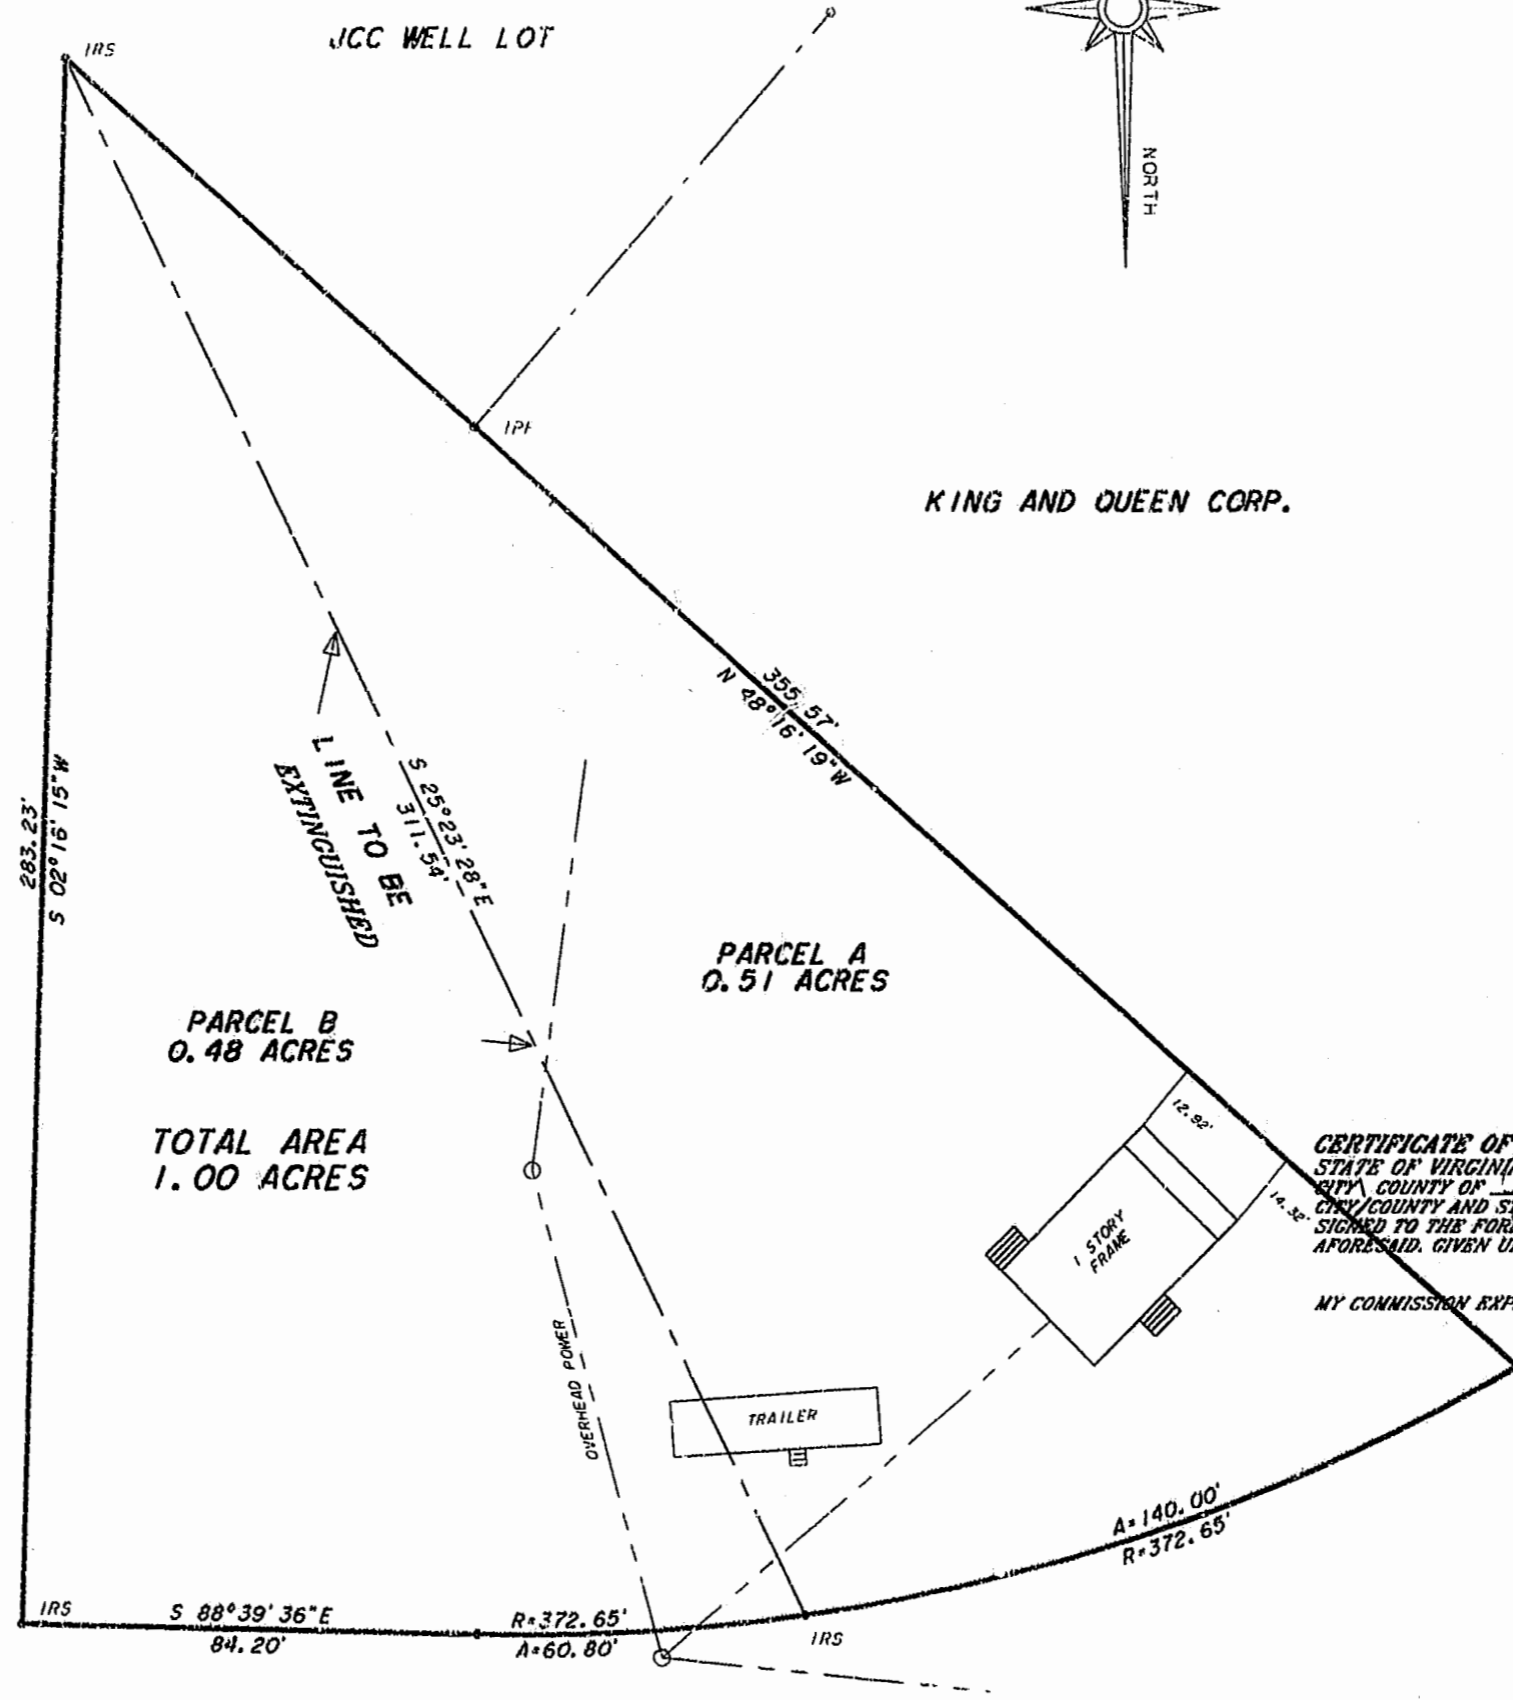 JCC WELL LOT
IRS
NORTH
IPF
KING AND QUEEN CORP.
355.57'
N 48°16'19"W
283.23'
S 02°16'15"W
LINE TO BE
EXTINGUISHED
S 25°23'28"E
311.54'
PARCEL A
0.51 ACRES
PARCEL B
0.48 ACRES
TOTAL AREA
1.00 ACRES
12.92'
14.32'
1 STORY
FRAME
CERTIFICATE OF
STATE OF VIRGINI
CITY\ COUNTY OF
CITY/COUNTY AND S
SIGNED TO THE FOR
AFORESAID. GIVEN U
MY COMMISSION EXP
OVERHEAD POWER
TRAILER
A=140.00'
R=372.65'
IRS
S 88°39'36"E
84.20'
R=372.65'
A=60.80'
IRS